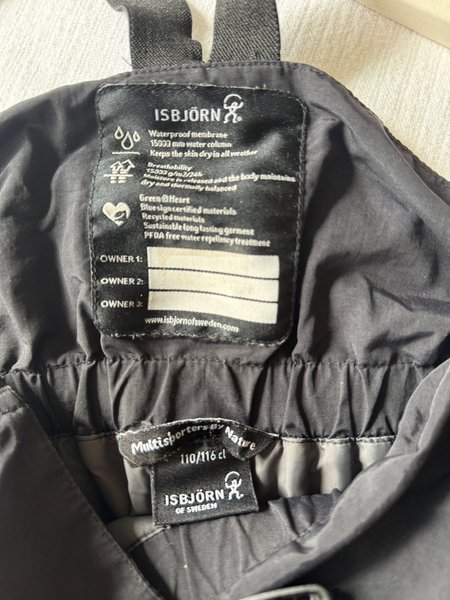 ISBJÖRN
Waterproof membrane
15000 mm water column
Keeps the skin dry in all weather
Breathability
15000 g/m2/24h
Moisture is released and the body maintains
dry and thermally balanced
Green @ Heart
Bluesign certified materials
Recycled materials
Sustainable long lasting garment
PFOA free water repellency treatment
OWNER 1:
OWNER 2:
OWNER 3:
www.isbjornofsweden.com
Multisporters By Nature
110/116 cl
ISBJÖRN
OF SWEDEN